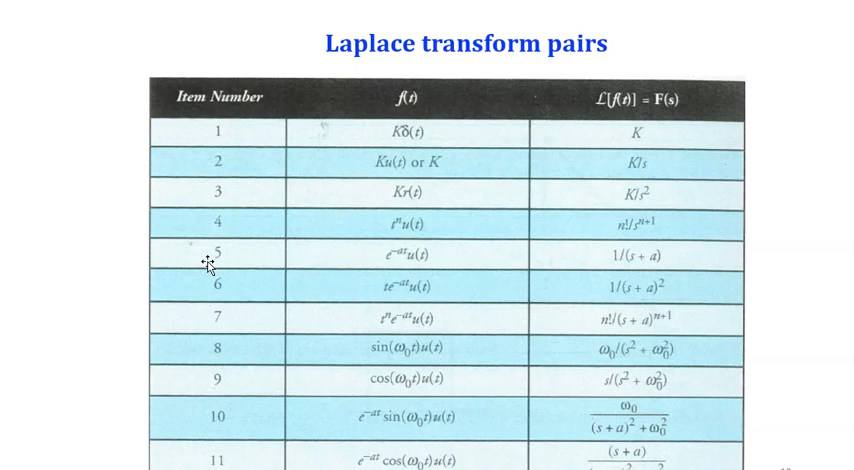 Laplace transform pairs
Item Number f(t) ℒ[f(t)] = F(s)
1 Kδ(t) K
2 Ku(t) or K K/s
3 Kr(t) K/s²
4 tⁿu(t) n!/sⁿ⁺¹
5 e⁻ᵃᵗu(t) 1/(s + a)
6 te⁻ᵃᵗu(t) 1/(s + a)²
7 tⁿe⁻ᵃᵗu(t) n!/(s + a)ⁿ⁺¹
8 sin(ω₀t)u(t) ω₀/(s² + ω₀²)
9 cos(ω₀t)u(t) s/(s² + ω₀²)
10 e⁻ᵃᵗ sin(ω₀t)u(t) ω₀ / (s + a)² + ω₀²
11 e⁻ᵃᵗ cos(ω₀t)u(t) (s + a)